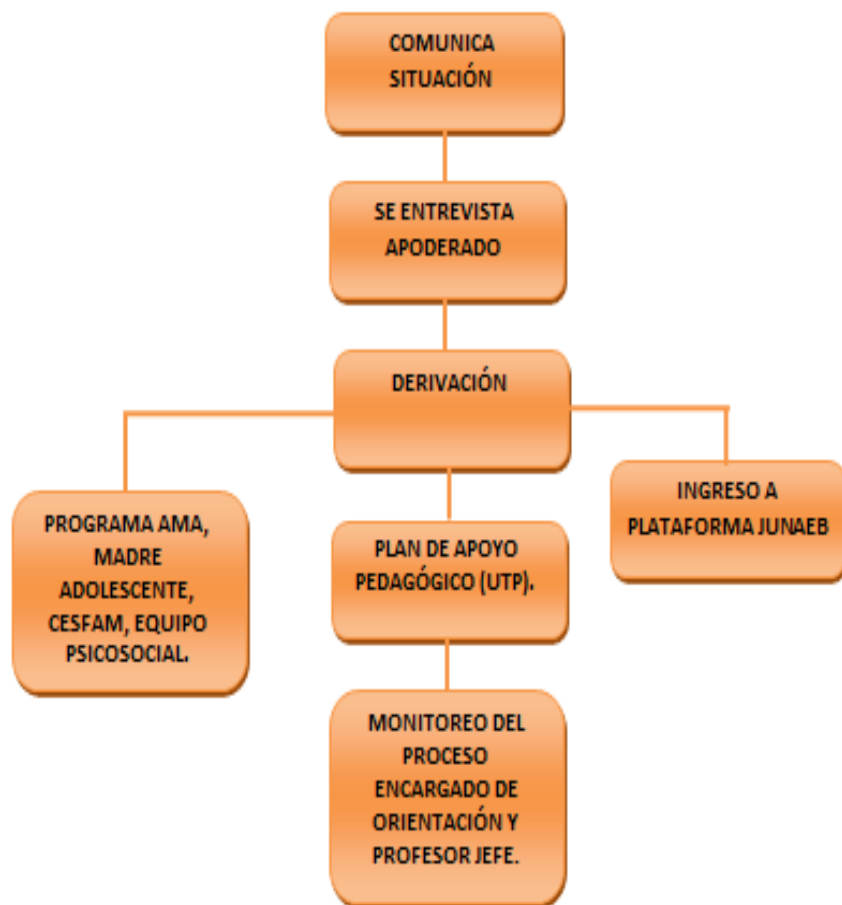 COMUNICA
SITUACIÓN
SE ENTREVISTA
APODERADO
DERIVACIÓN
PROGRAMA AMA,
MADRE
ADOLESCENTE,
CESFAM, EQUIPO
PSICOSOCIAL.
PLAN DE APOYO
PEDAGÓGICO (UTP).
INGRESO A
PLATAFORMA JUNAEB
MONITOREO DEL
PROCESO
ENCARGADO DE
ORIENTACIÓN Y
PROFESOR JEFE.